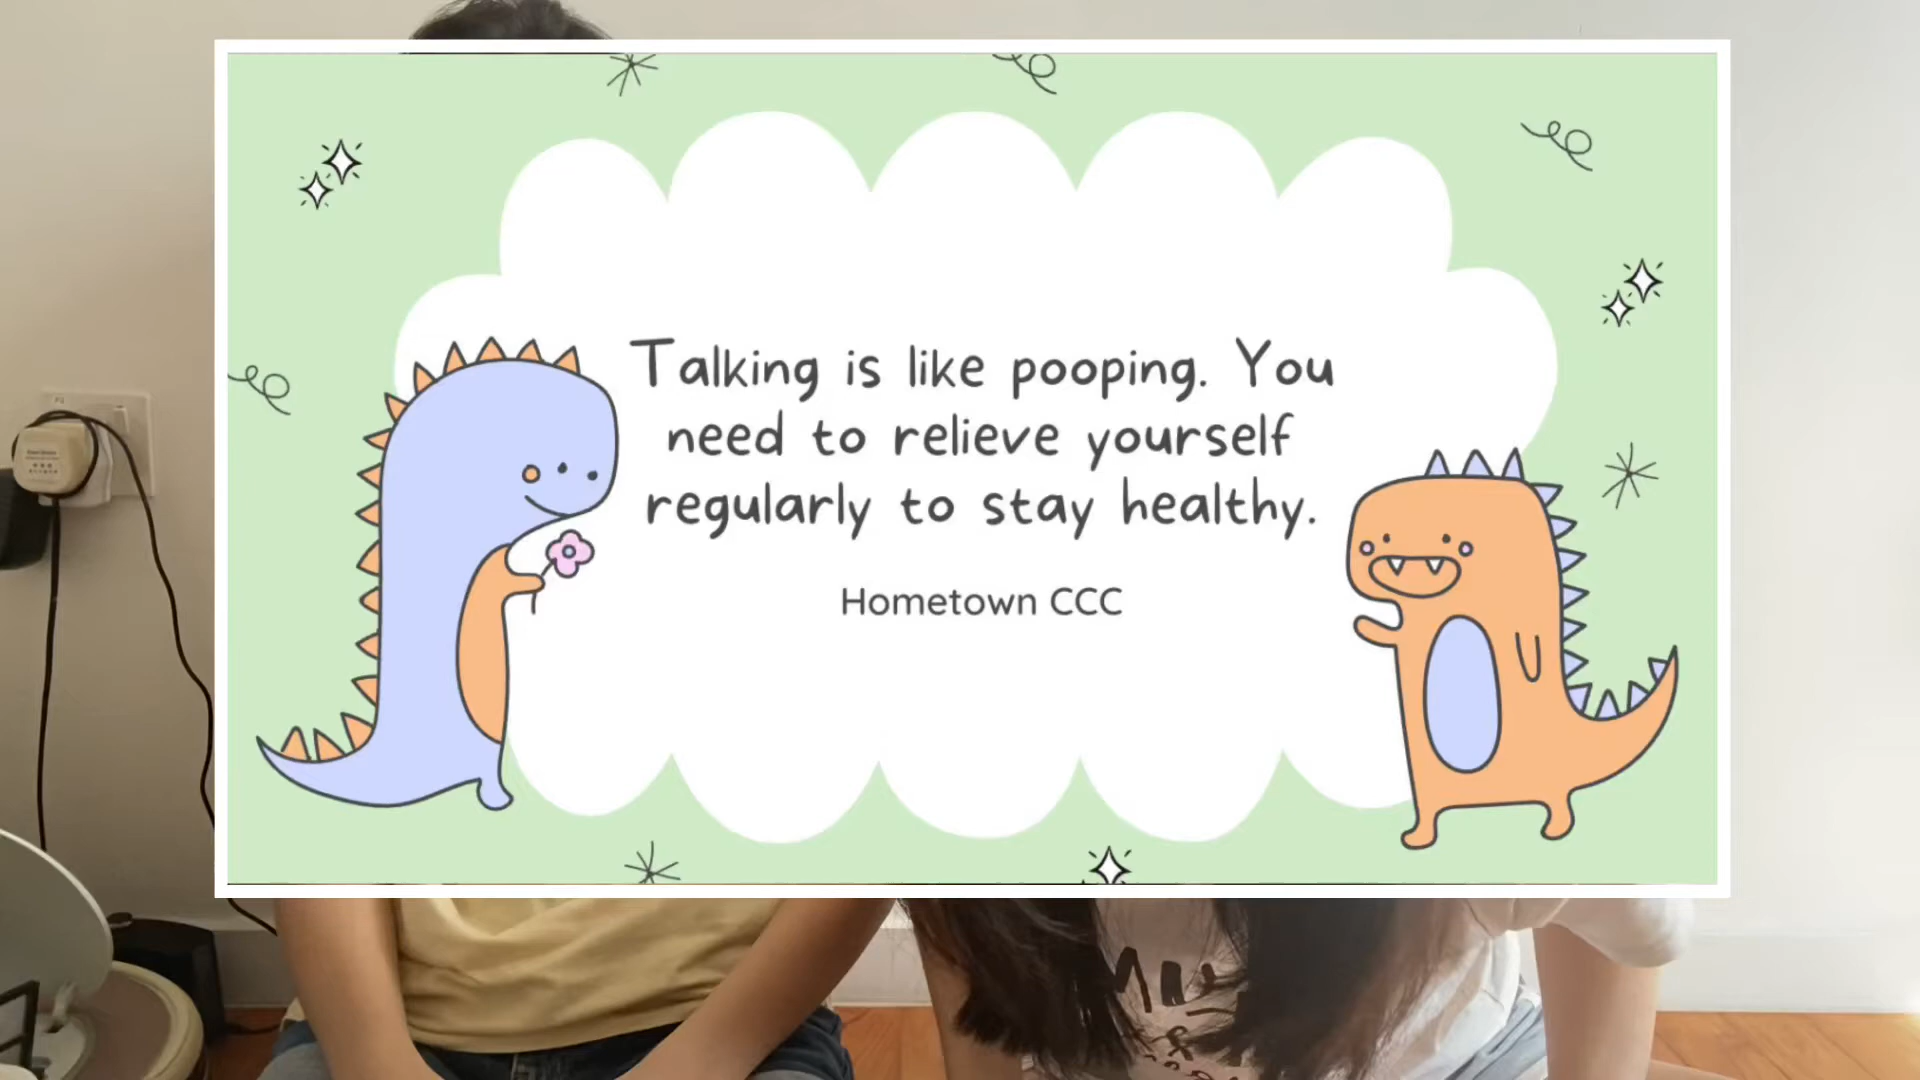 Talking is like pooping. You
need to relieve yourself
regularly to stay healthy.
Hometown CCC